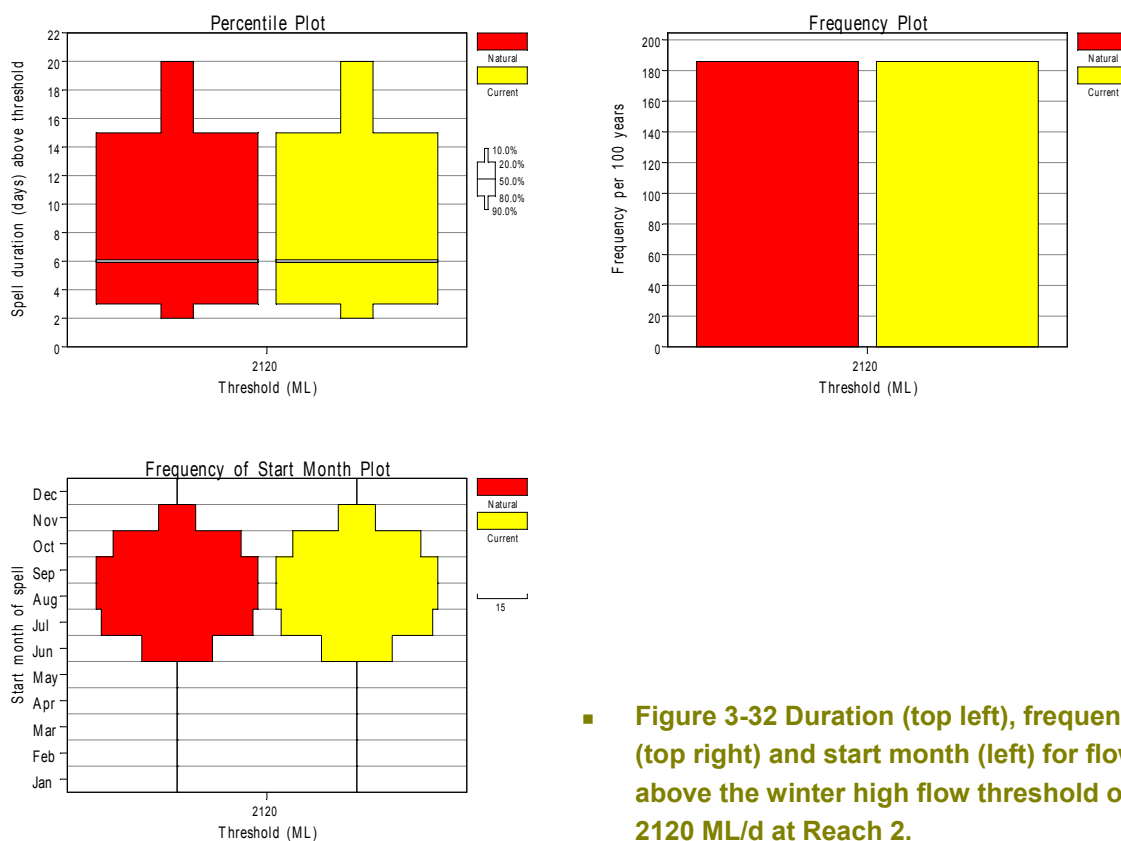 Percentile Plot
22
20
18
16
14
12
10
8
6
4
2
0
Spell duration (days) above threshold
2120
Threshold (ML)
Natural
Current
10.0%
20.0%
50.0%
80.0%
90.0%
Frequency Plot
200
180
160
140
120
100
80
60
40
20
0
Frequency per 100 years
2120
Threshold (ML)
Natural
Current
Frequency of Start Month Plot
Dec
Nov
Oct
Sep
Aug
Jul
Jun
May
Apr
Mar
Feb
Jan
Start month of spell
2120
Threshold (ML)
Natural
Current
15
▪ Figure 3-32 Duration (top left), frequen
(top right) and start month (left) for flow
above the winter high flow threshold o
2120 ML/d at Reach 2.